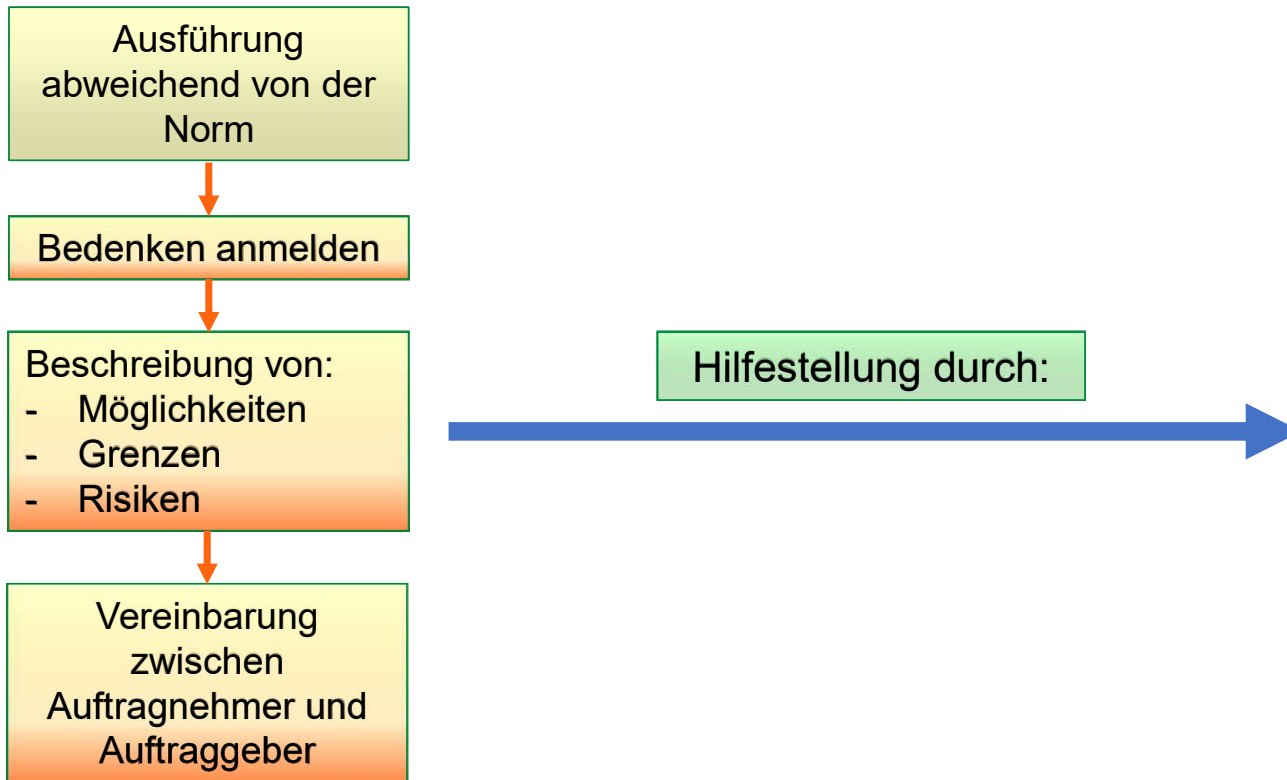 Ausführung
abweichend von der
Norm
Bedenken anmelden
Beschreibung von:
- Möglichkeiten
- Grenzen
- Risiken
Hilfestellung durch:
Vereinbarung
zwischen
Auftragnehmer und
Auftraggeber